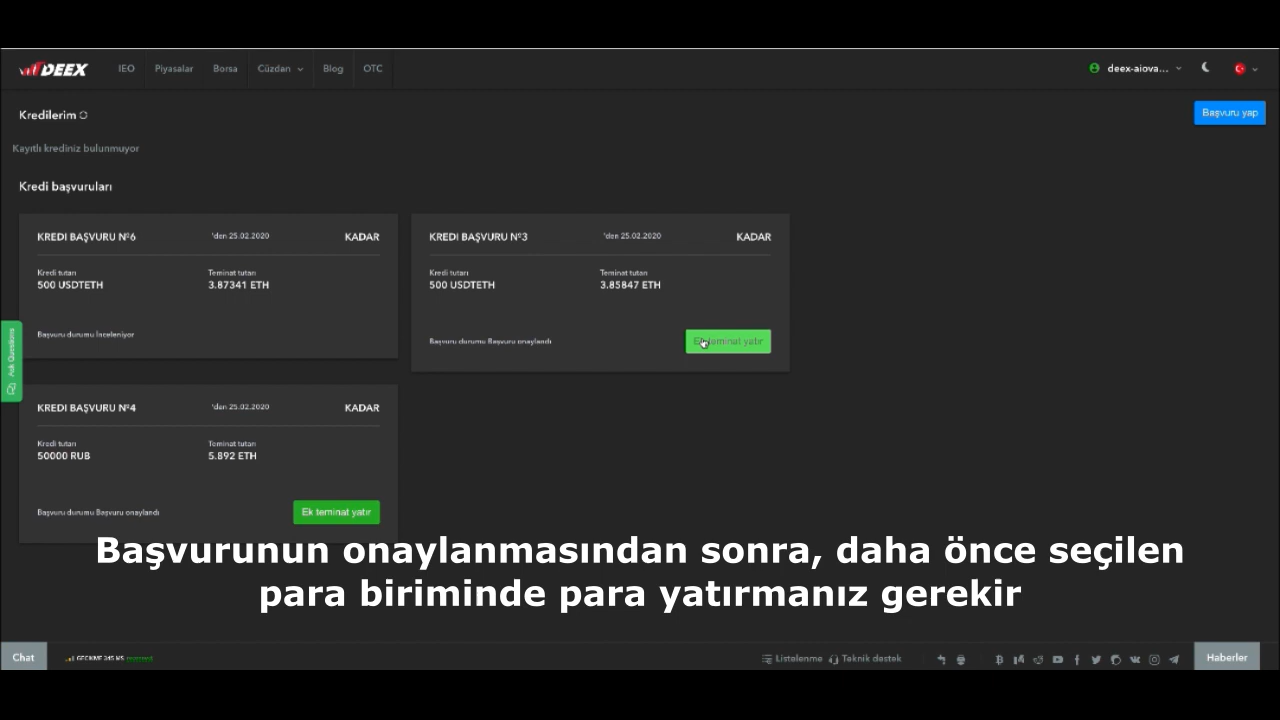 DEEX IEO Piyasalar Borsa Cüzdan Blog OTC deex-aiova...
Kredilerim
Başvuru yap
Kayıtlı krediniz bulunmuyor
Kredi başvuruları
KREDI BAŞVURU Nº6 'den 25.02.2020 KADAR
Kredi tutarı Teminat tutarı
500 USDTETH 3.87341 ETH
Başvuru durumu İnceleniyor
KREDI BAŞVURU Nº3 'den 25.02.2020 KADAR
Kredi tutarı Teminat tutarı
500 USDTETH 3.85847 ETH
Başvuru durumu Başvuru onaylandı Ek teminat yatır
Ask Questions
KREDI BAŞVURU Nº4 'den 25.02.2020 KADAR
Kredi tutarı Teminat tutarı
50000 RUB 5.892 ETH
Başvuru durumu Başvuru onaylandı Ek teminat yatır
Başvurunun onaylanmasından sonra, daha önce seçilen
para biriminde para yatırmanız gerekir
Chat GECIKME 345 MS Listelenme Teknik destek Haberler